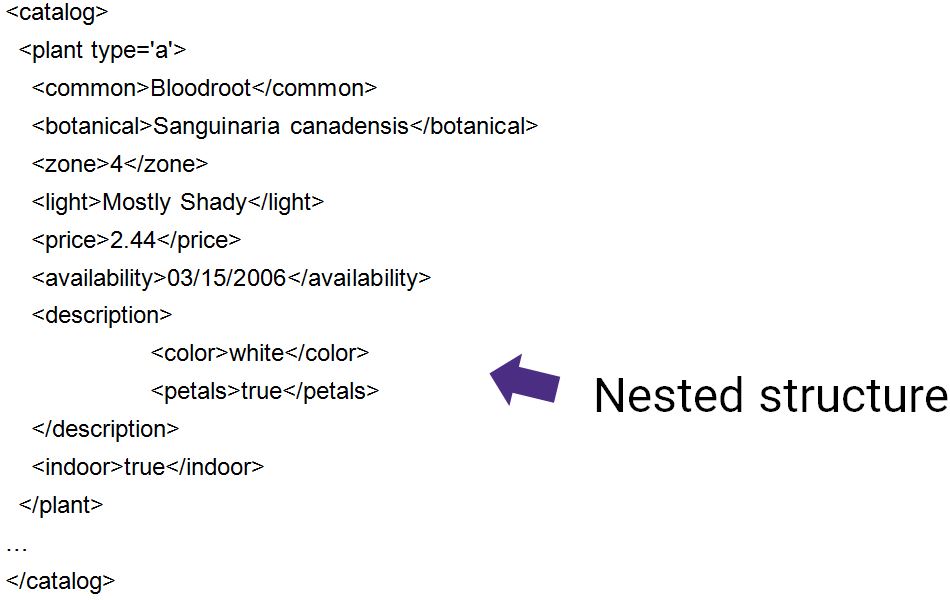 <catalog>
<plant type='a'>
<common>Bloodroot</common>
<botanical>Sanguinaria canadensis</botanical>
<zone>4</zone>
<light>Mostly Shady</light>
<price>2.44</price>
<availability>03/15/2006</availability>
<description>
<color>white</color>
<petals>true</petals>
Nested structure
</description>
<indoor>true</indoor>
</plant>
...
</catalog>